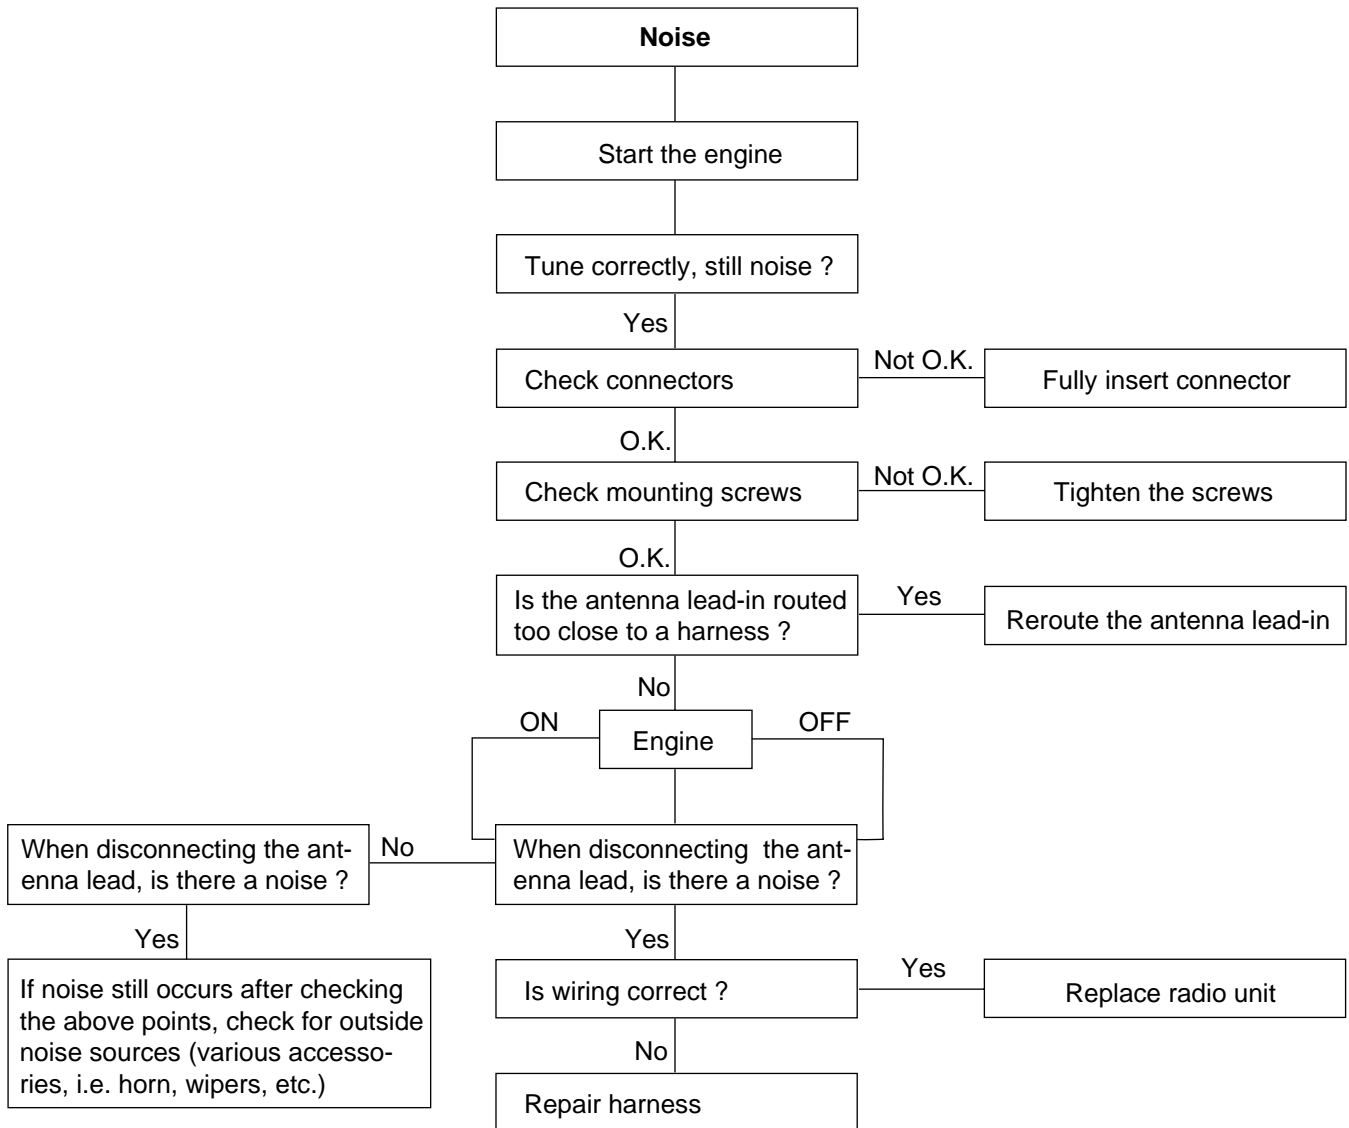 Noise
Start the engine
Tune correctly, still noise ?
Yes
Check connectors
Not O.K.
Fully insert connector
O.K.
Check mounting screws
Not O.K.
Tighten the screws
O.K.
Is the antenna lead-in routed
too close to a harness ?
Yes
Reroute the antenna lead-in
No
ON
Engine
OFF
When disconnecting the ant-
enna lead, is there a noise ?
No
When disconnecting the ant-
enna lead, is there a noise ?
Yes
If noise still occurs after checking
the above points, check for outside
noise sources (various accesso-
ries, i.e. horn, wipers, etc.)
Yes
Is wiring correct ?
Yes
Replace radio unit
No
Repair harness